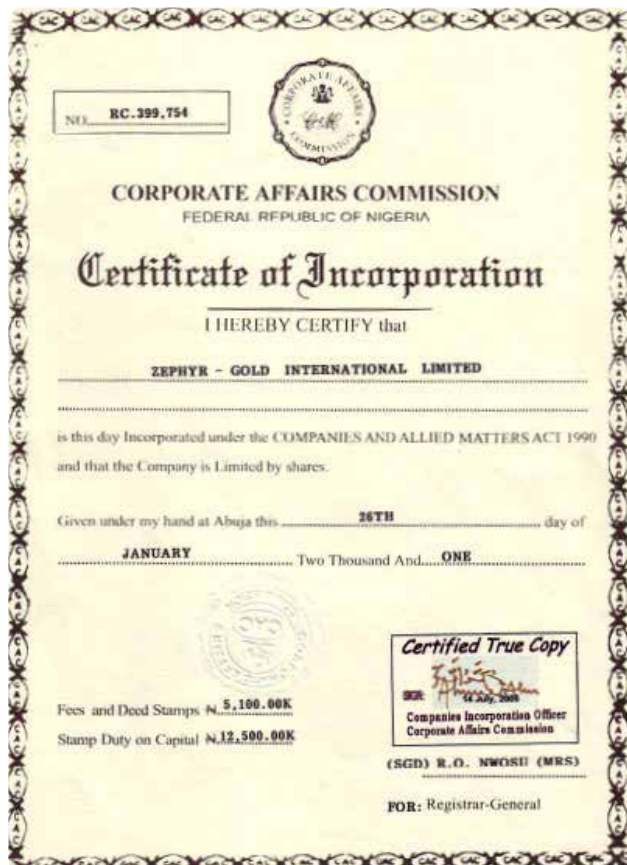 NO. RC.399,754
CORPORATE AFFAIRS COMMISSION
CORPORATE AFFAIRS COMMISSION
FEDERAL REPUBLIC OF NIGERIA
Certificate of Incorporation
I HEREBY CERTIFY that
ZEPHYR - GOLD INTERNATIONAL LIMITED
is this day Incorporated under the COMPANIES AND ALLIED MATTERS ACT 1990
and that the Company is Limited by shares.
Given under my hand at Abuja this 26TH day of
JANUARY Two Thousand And ONE
Certified True Copy
SGR:
14 July,
Companies Incorporation Officer
Corporate Affairs Commission
Fees and Deed Stamps ₦ 5,100.00K
Stamp Duty on Capital ₦ 12,500.00K
(SGD) R.O. NWOSU (MRS)
FOR: Registrar-General